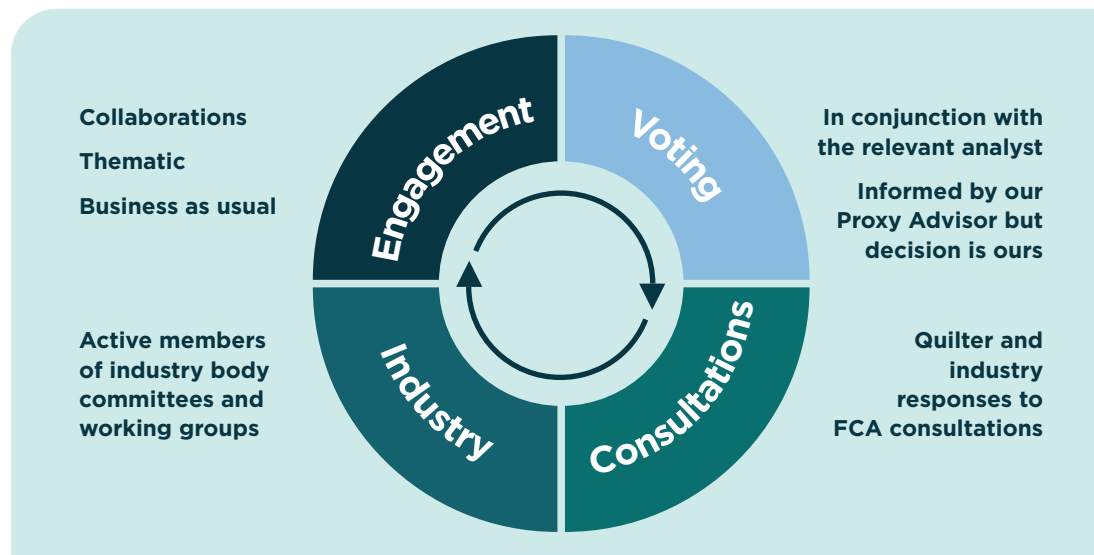 Collaborations
Thematic
Business as usual
Engagement
Voting
In conjunction with
the relevant analyst
Informed by our
Proxy Advisor but
decision is ours
Active members
of industry body
committees and
working groups
Industry
Consultations
Quilter and
industry
responses to
FCA consultations